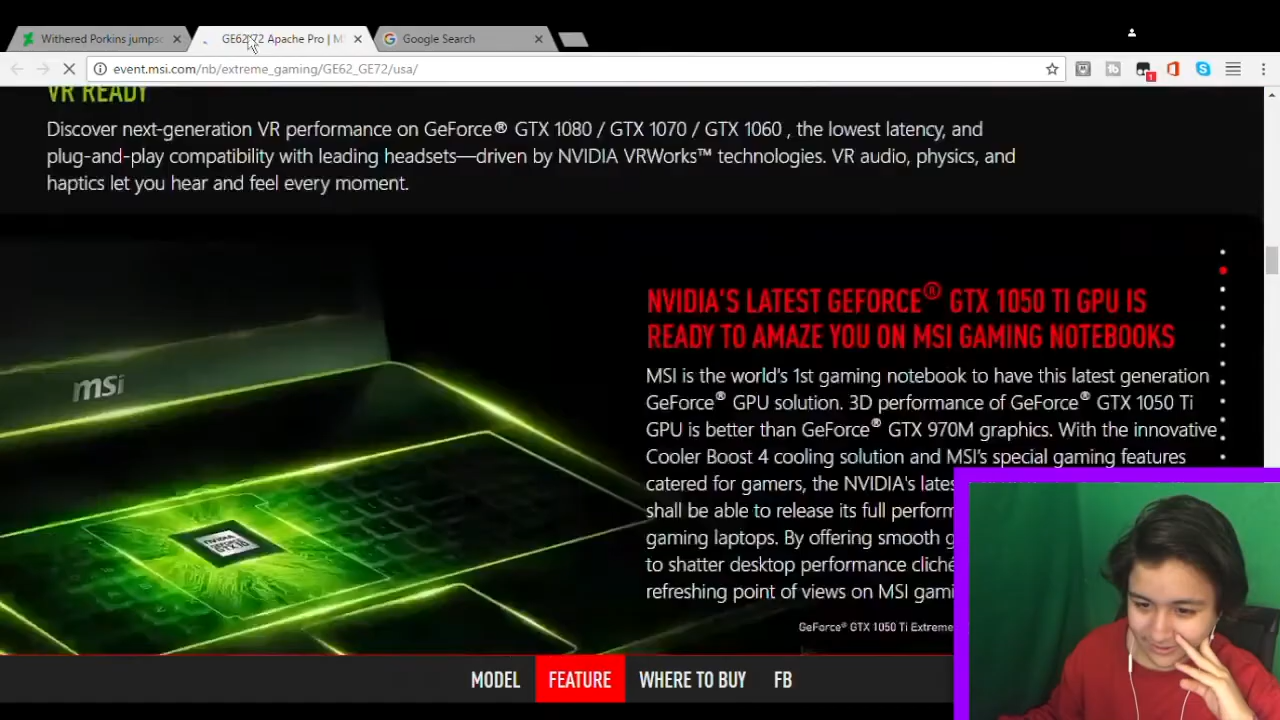 Withered Porkins jumpsc
GE62/72 Apache Pro | M
Google Search
event.msi.com/nb/extreme_gaming/GE62_GE72/usa/
1
VR READY
Discover next-generation VR performance on GeForce® GTX 1080 / GTX 1070 / GTX 1060 , the lowest latency, and
plug-and-play compatibility with leading headsets—driven by NVIDIA VRWorks™ technologies. VR audio, physics, and
haptics let you hear and feel every moment.
NVIDIA'S LATEST GEFORCE® GTX 1050 TI GPU IS
READY TO AMAZE YOU ON MSI GAMING NOTEBOOKS
MSI is the world's 1st gaming notebook to have this latest generation
GeForce® GPU solution. 3D performance of GeForce® GTX 1050 Ti
GPU is better than GeForce® GTX 970M graphics. With the innovative
Cooler Boost 4 cooling solution and MSI's special gaming features
catered for gamers, the NVIDIA's lates
shall be able to release its full perform
gaming laptops. By offering smooth g
to shatter desktop performance cliché
refreshing point of views on MSI gami
GeForce® GTX 1050 Ti Extreme
msi
NVIDIA
MODEL FEATURE WHERE TO BUY FB